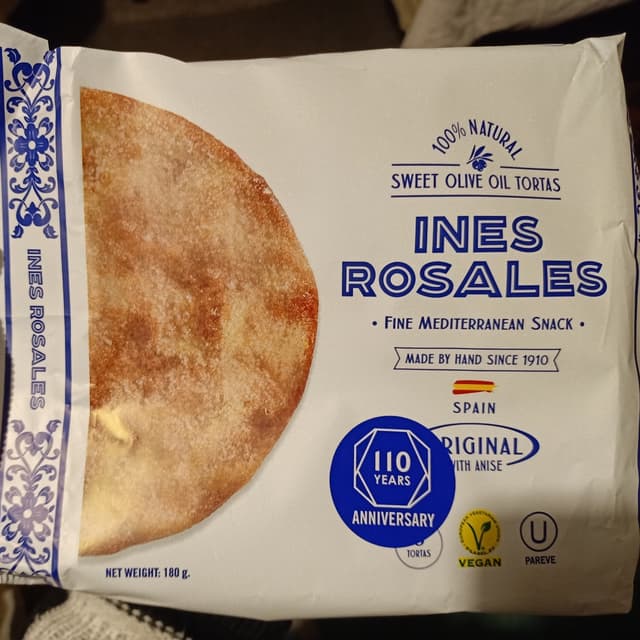 100% NATURAL
SWEET OLIVE OIL TORTAS
INES
ROSALES
• FINE MEDITERRANEAN SNACK •
MADE BY HAND SINCE 1910
SPAIN
WITH ANISE
110
YEARS
ANNIVERSARY
TORTAS
VEGAN
U
PAREVE
NET WEIGHT: 180 g.
INES ROSALES